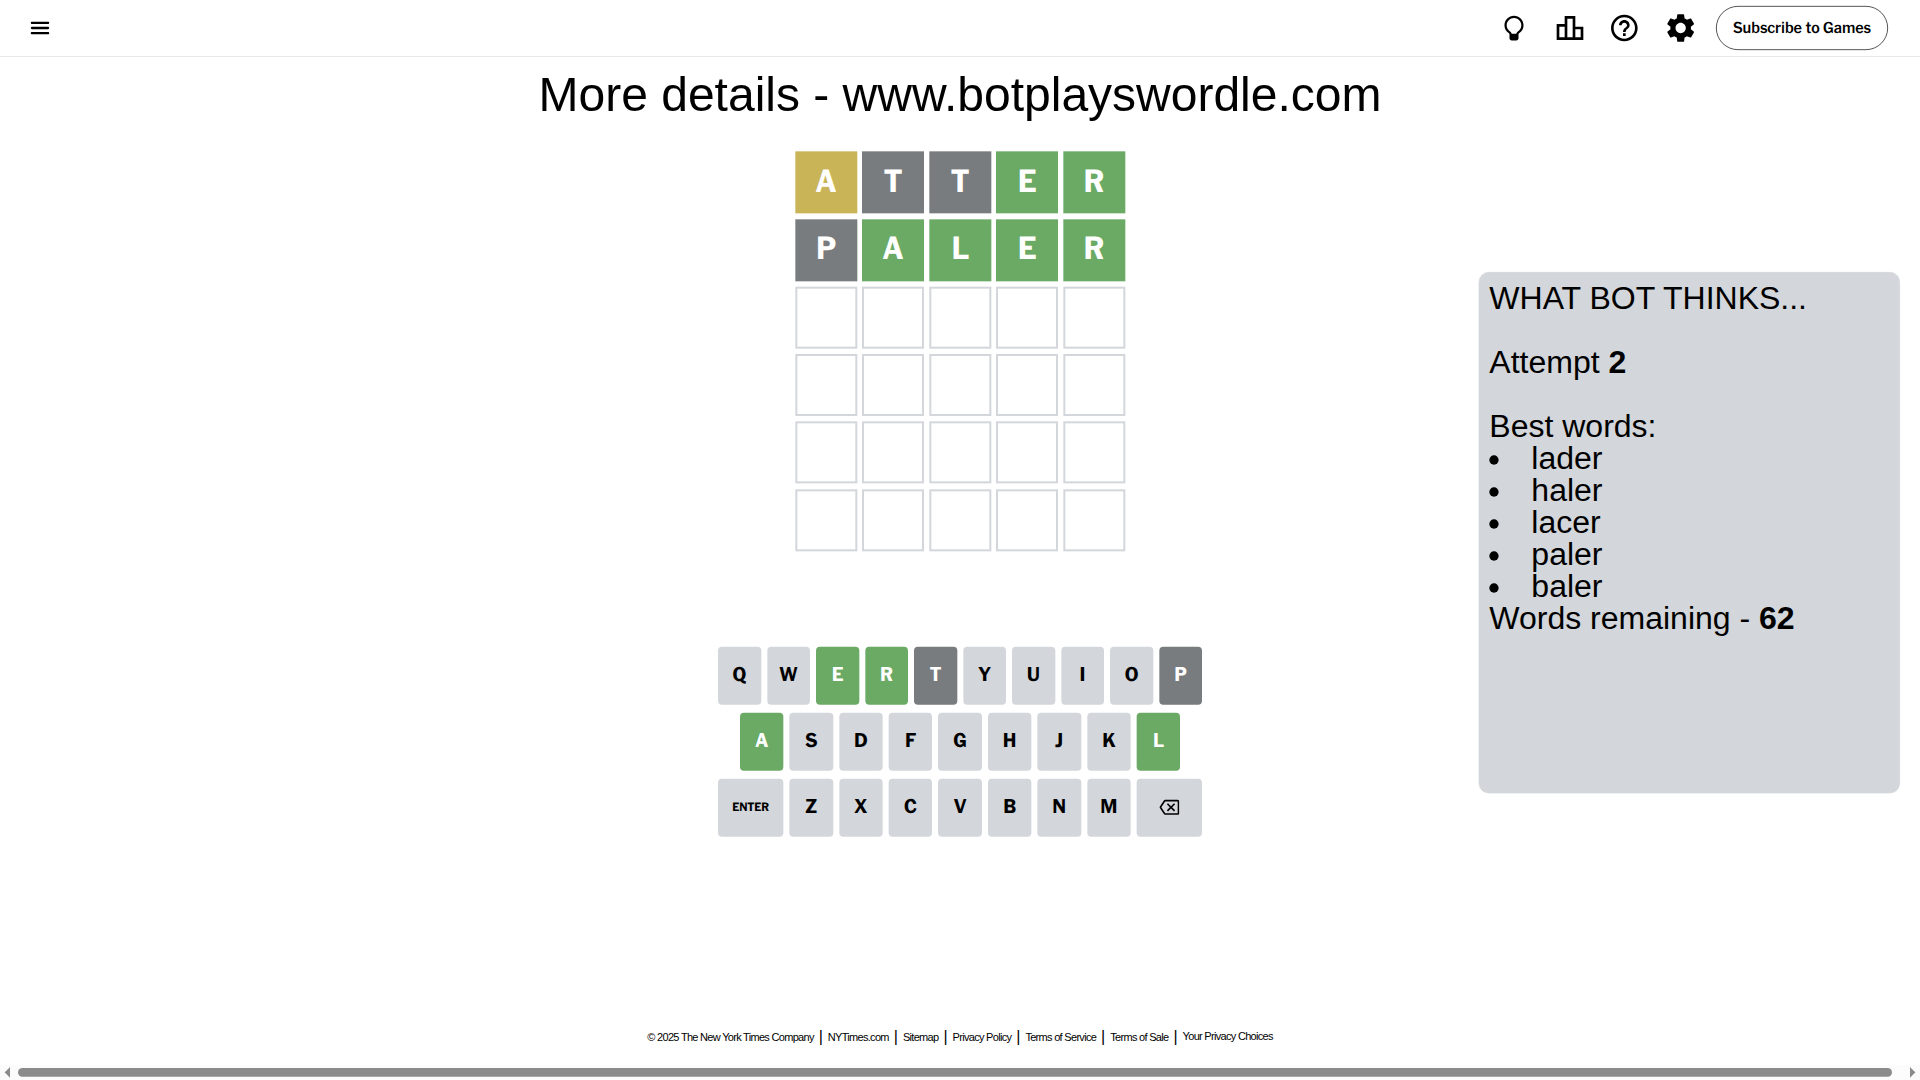 Subscribe to Games
More details - www.botplayswordle.com
A T T E R
P A L E R
WHAT BOT THINKS...
Attempt 2
Best words:
• lader
• haler
• lacer
• paler
• baler
Words remaining - 62
Q W E R T Y U I O P
A S D F G H J K L
ENTER Z X C V B N M
© 2025 The New York Times Company | NYTimes.com | Sitemap | Privacy Policy | Terms of Service | Terms of Sale | Your Privacy Choices